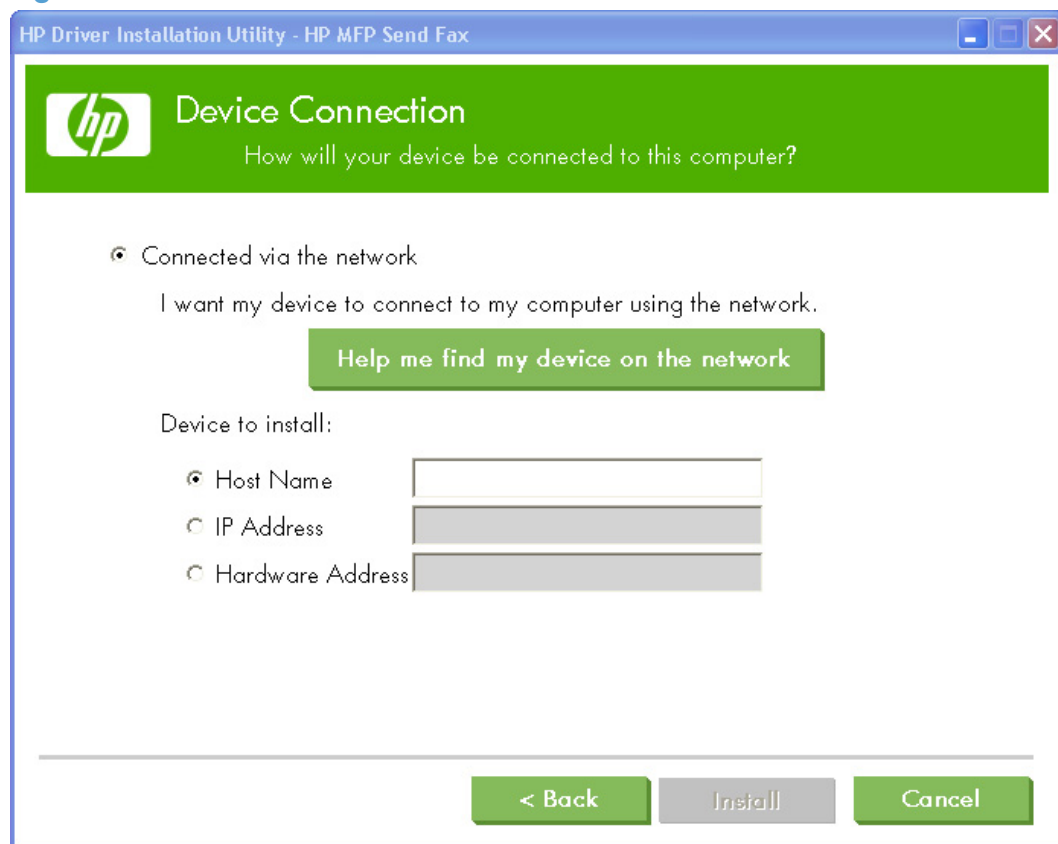 HP Driver Installation Utility - HP MFP Send Fax
hp
Device Connection
How will your device be connected to this computer?
Connected via the network
I want my device to connect to my computer using the network.
Help me find my device on the network
Device to install:
Host Name
IP Address
Hardware Address
< Back
Install
Cancel